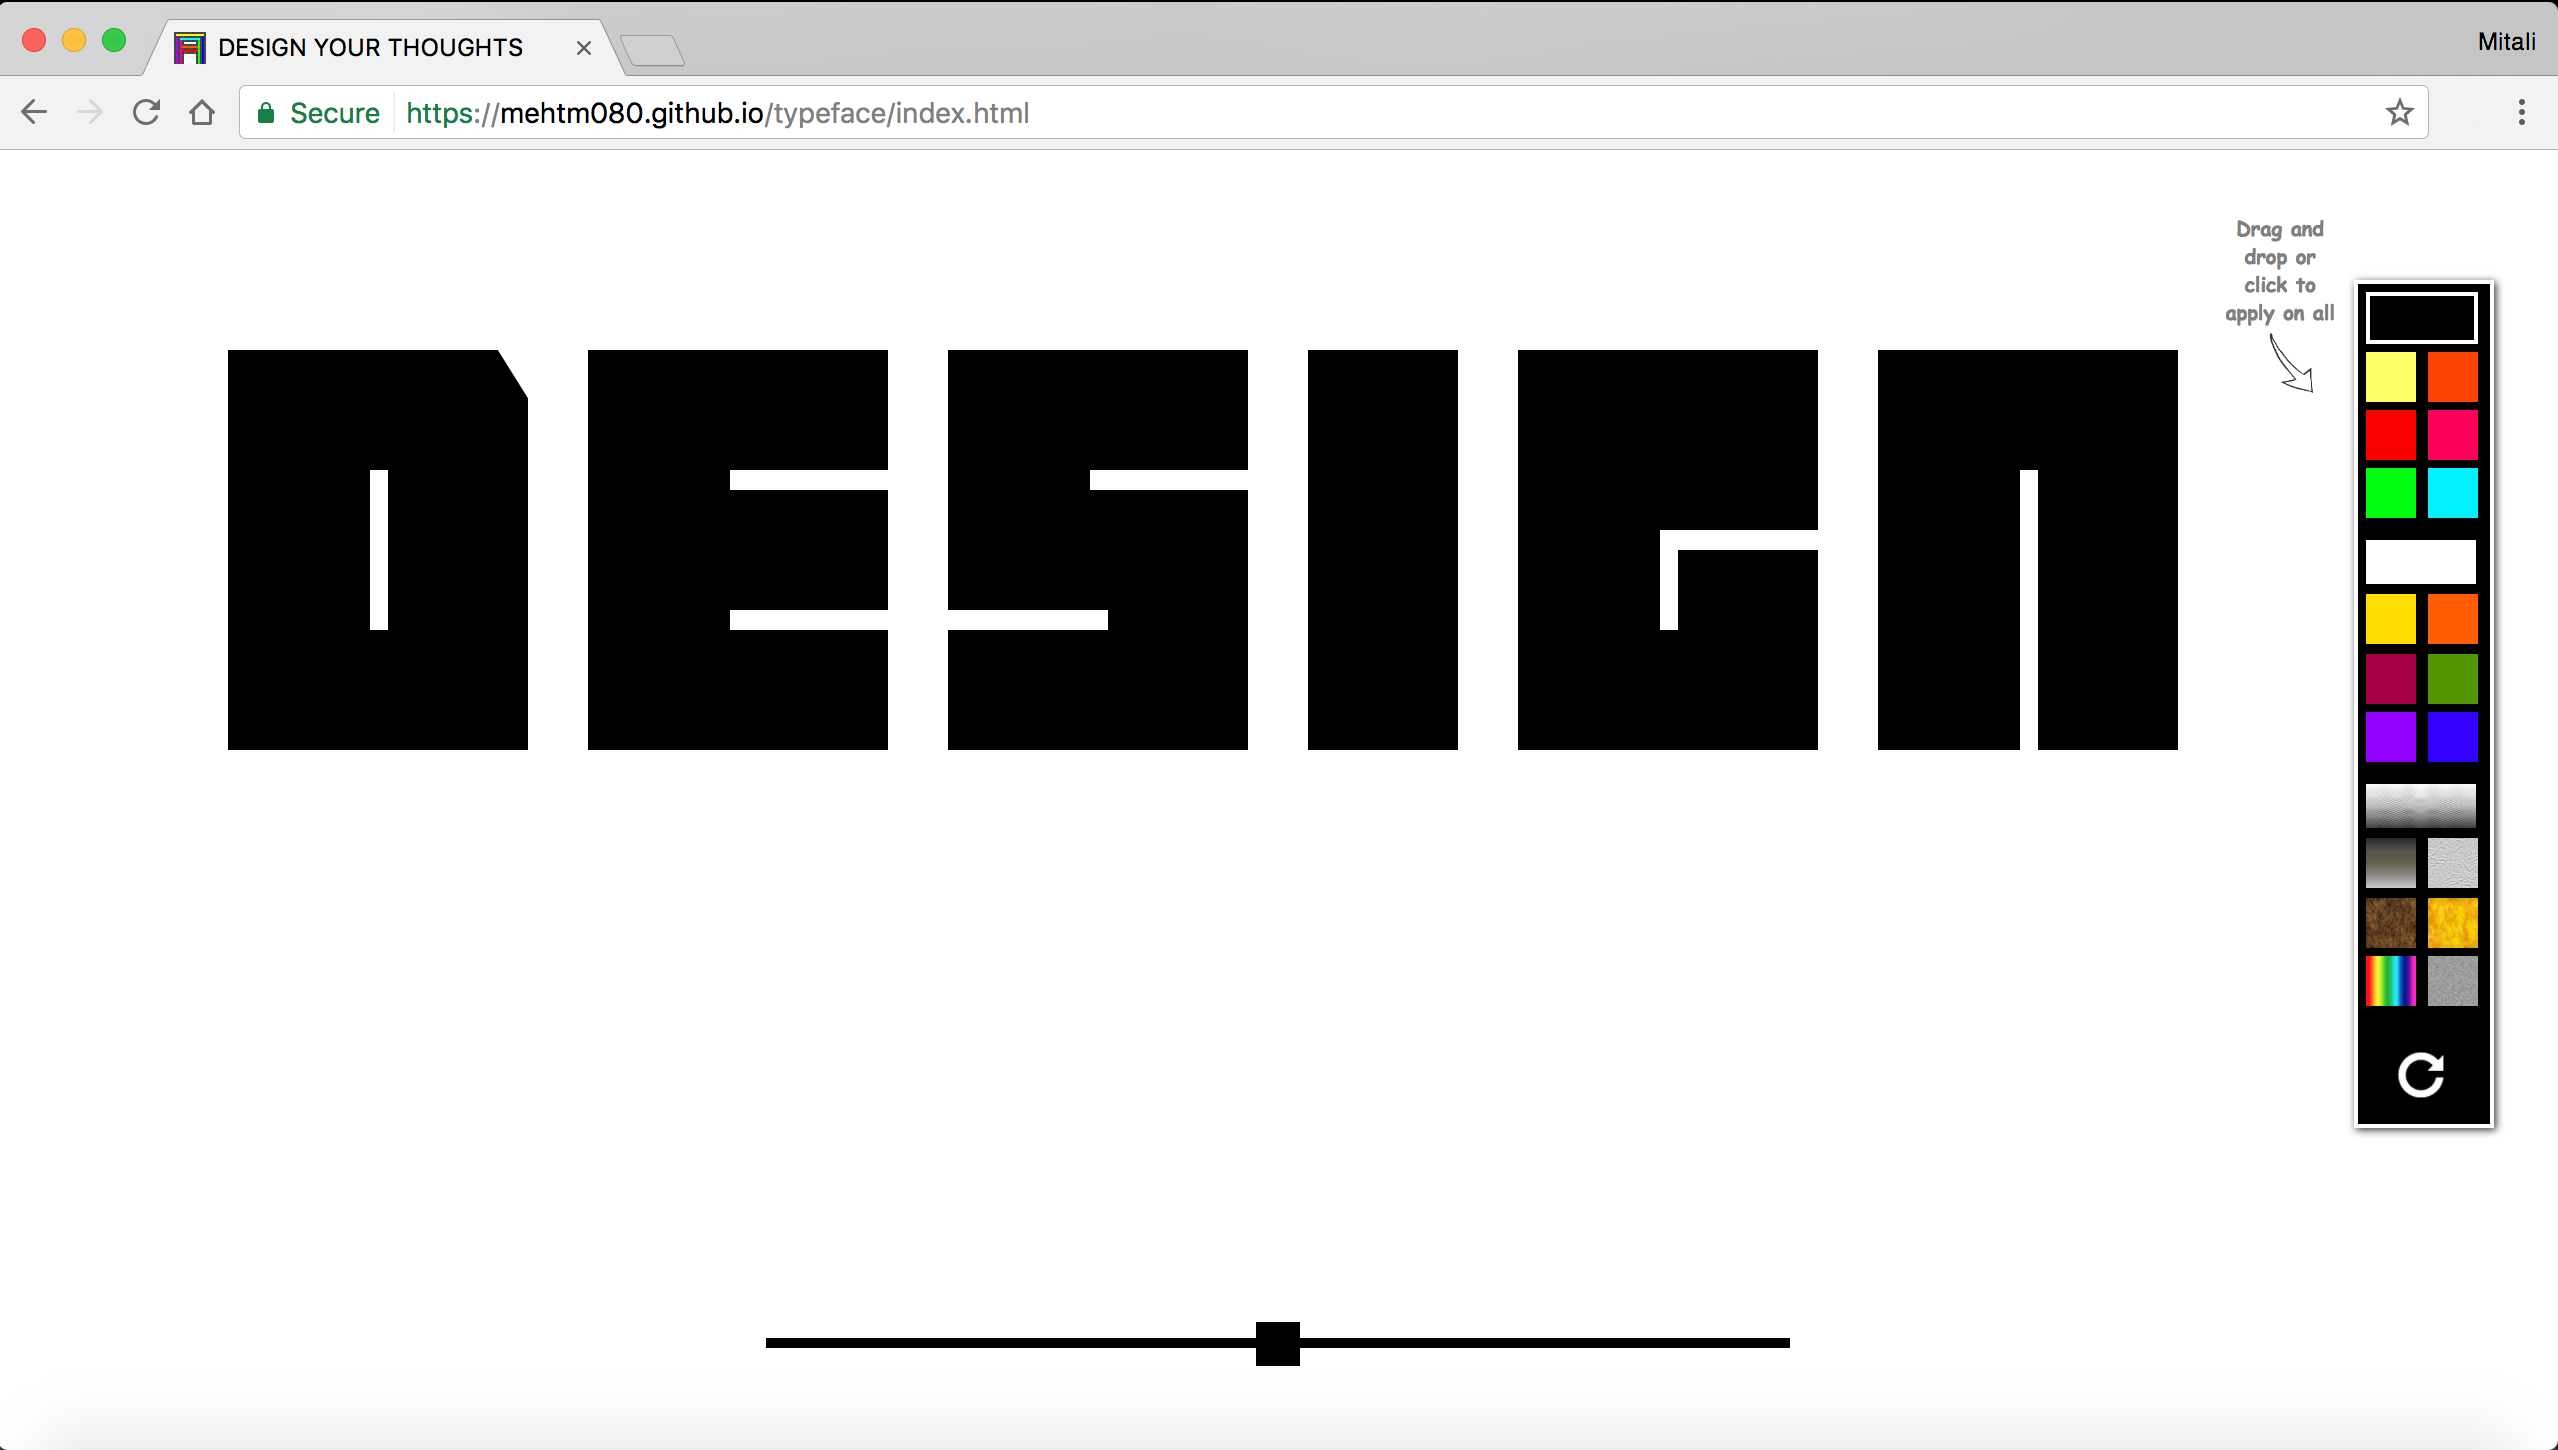 DESIGN YOUR THOUGHTS
Mitali
Secure
https://mehtm080.github.io/typeface/index.html
Drag and
drop or
click to
apply on all
DESIGN